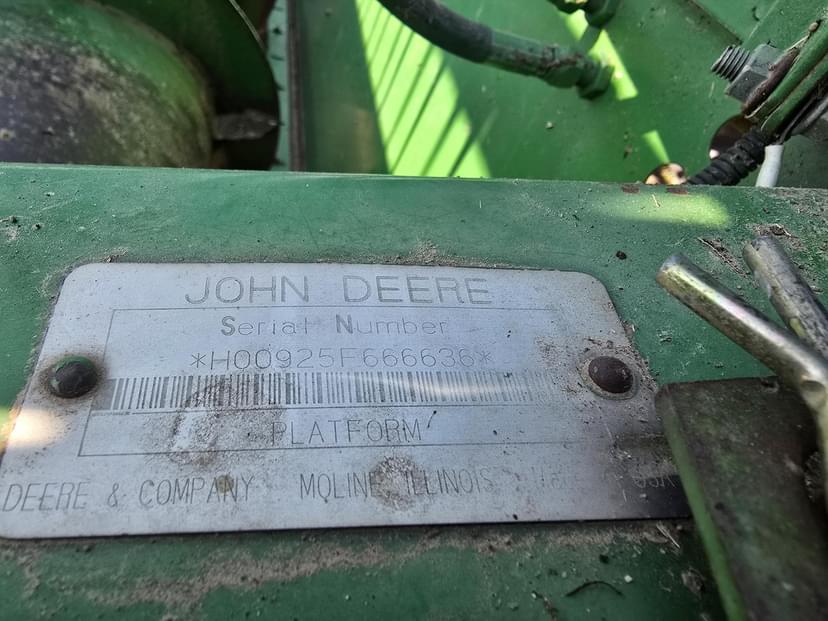 JOHN DEERE
Serial Number
*H00925F666636*
PLATFORM
DEERE & COMPANY MOLINE ILLINOIS